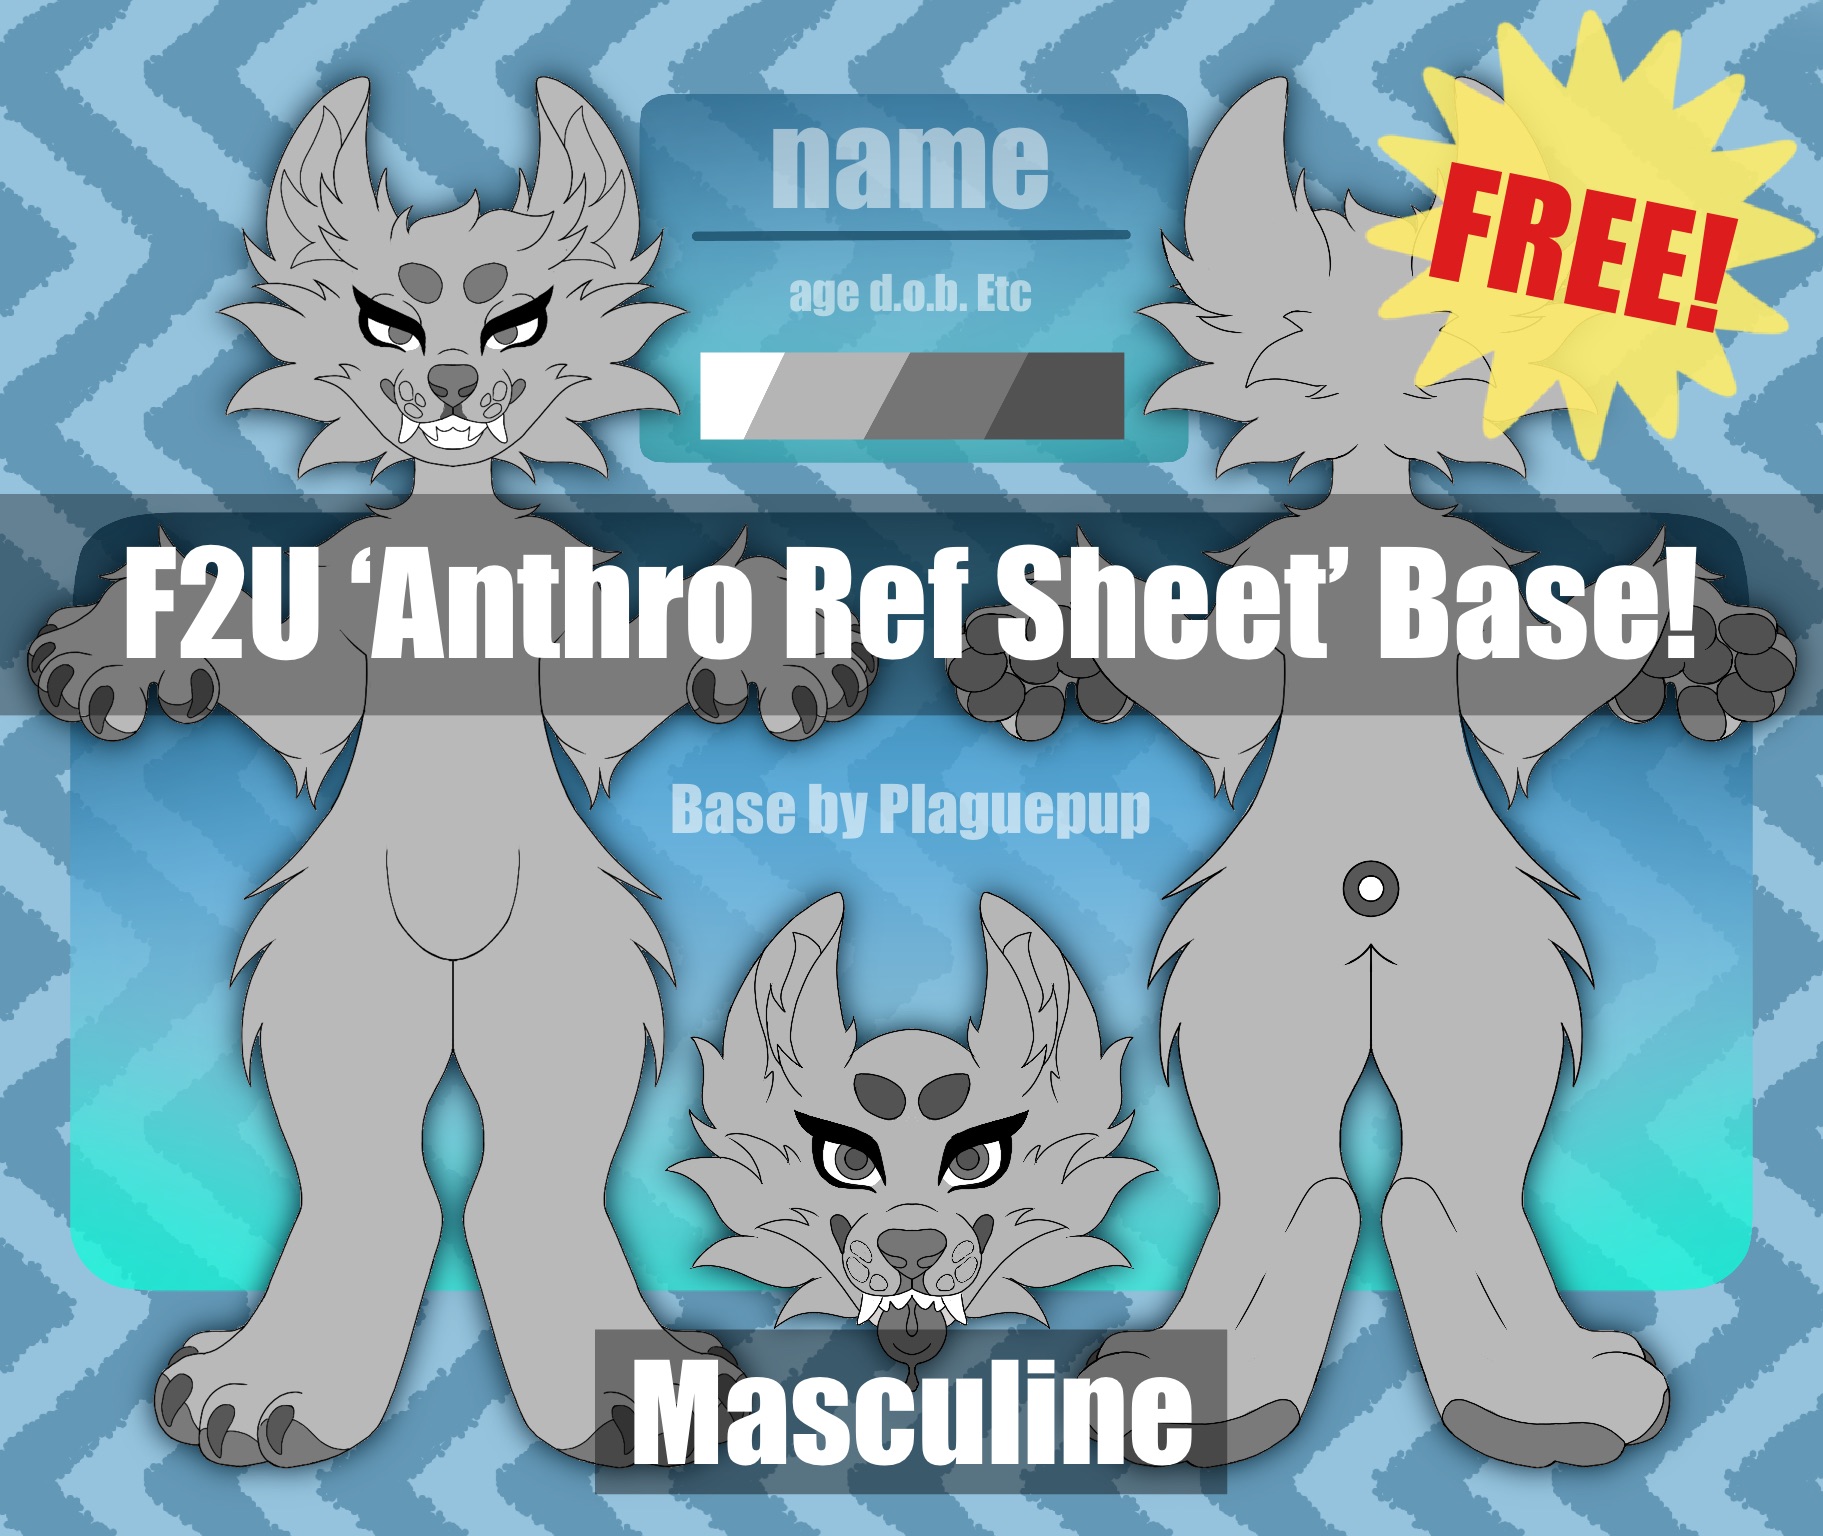 name
FREE!
age d.o.b. Etc
F2U ‘Anthro Ref Sheet’ Base!
Base by Plaguepup
Masculine